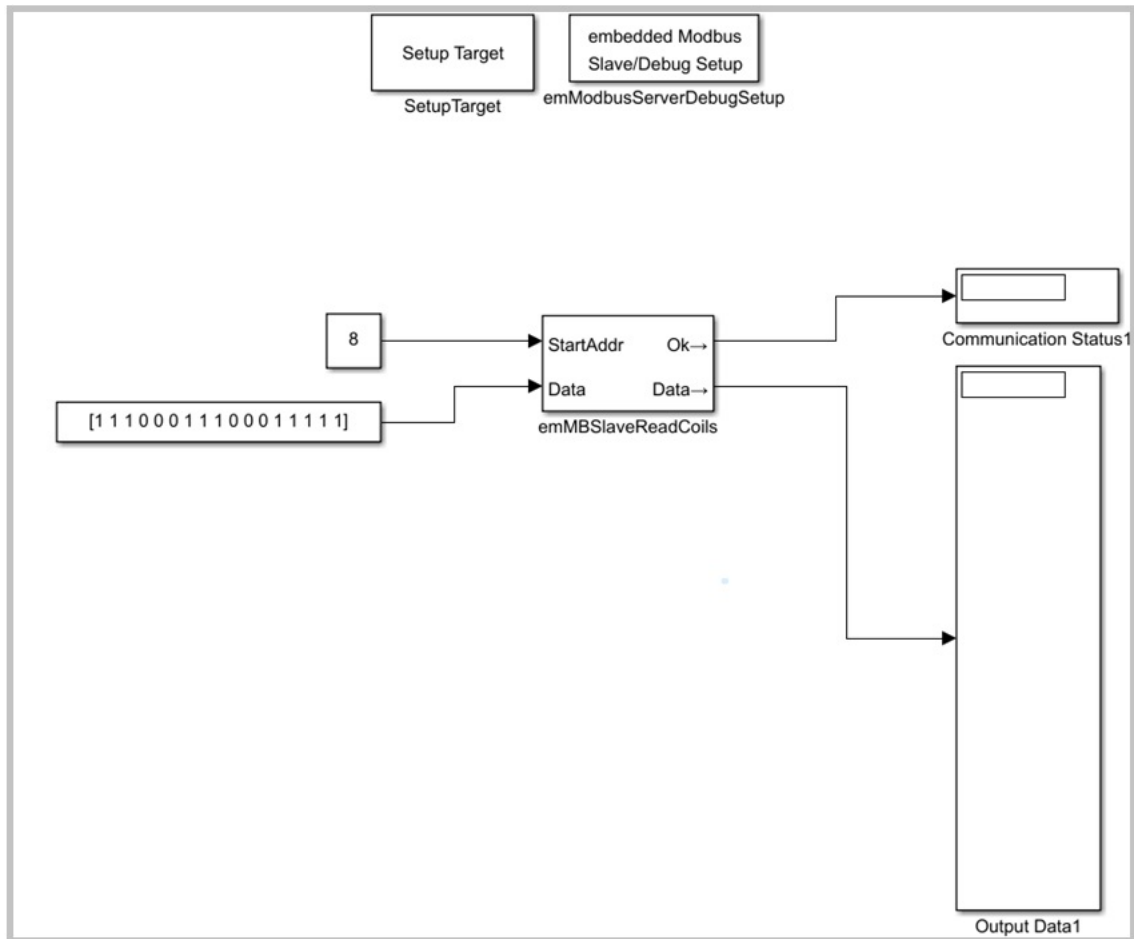 Setup Target
SetupTarget
embedded Modbus
Slave/Debug Setup
emModbusServerDebugSetup
8
[1 1 1 0 0 0 1 1 1 0 0 0 1 1 1 1 1]
StartAddr
Ok→
Data
Data→
emMBSlaveReadCoils
Communication Status1
Output Data1